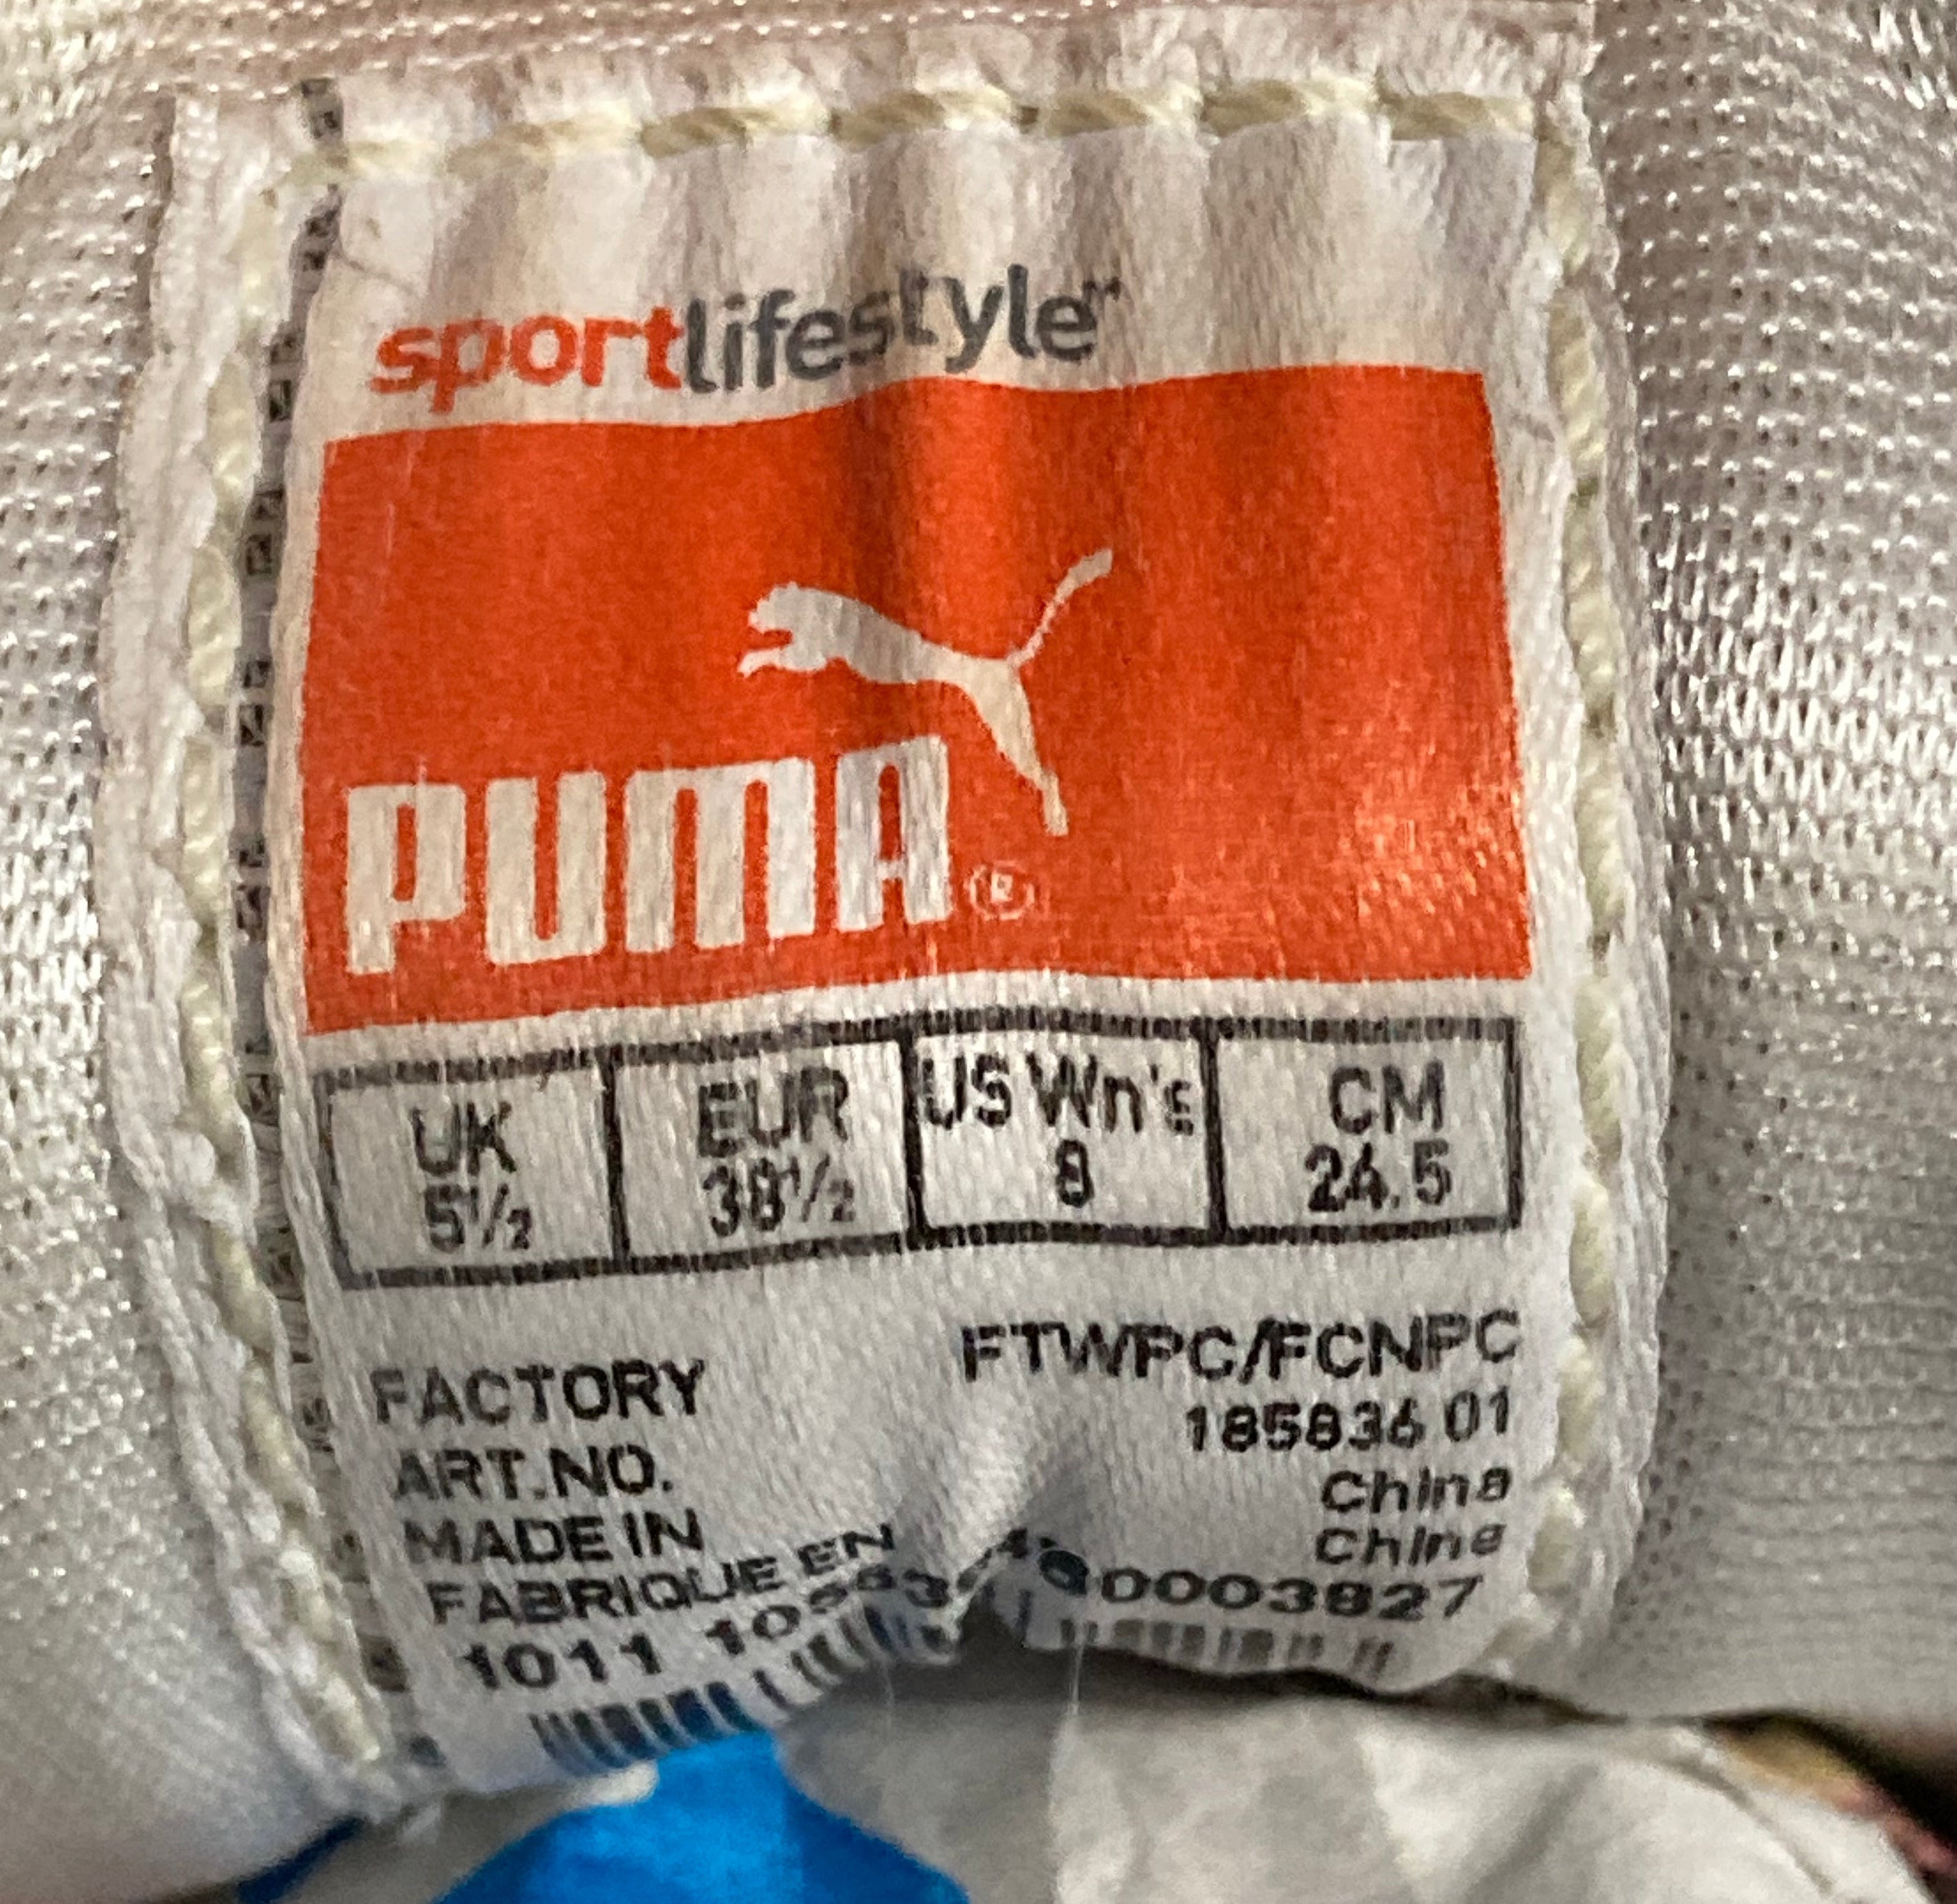 sportlifestyle™
PUMA®
UK EUR US Wn's CM
5½ 38½ 8 24.5
FACTORY FTWPC/FCNPC
ART.NO. 185836 01
MADE IN China
FABRIQUE EN Chine
1011